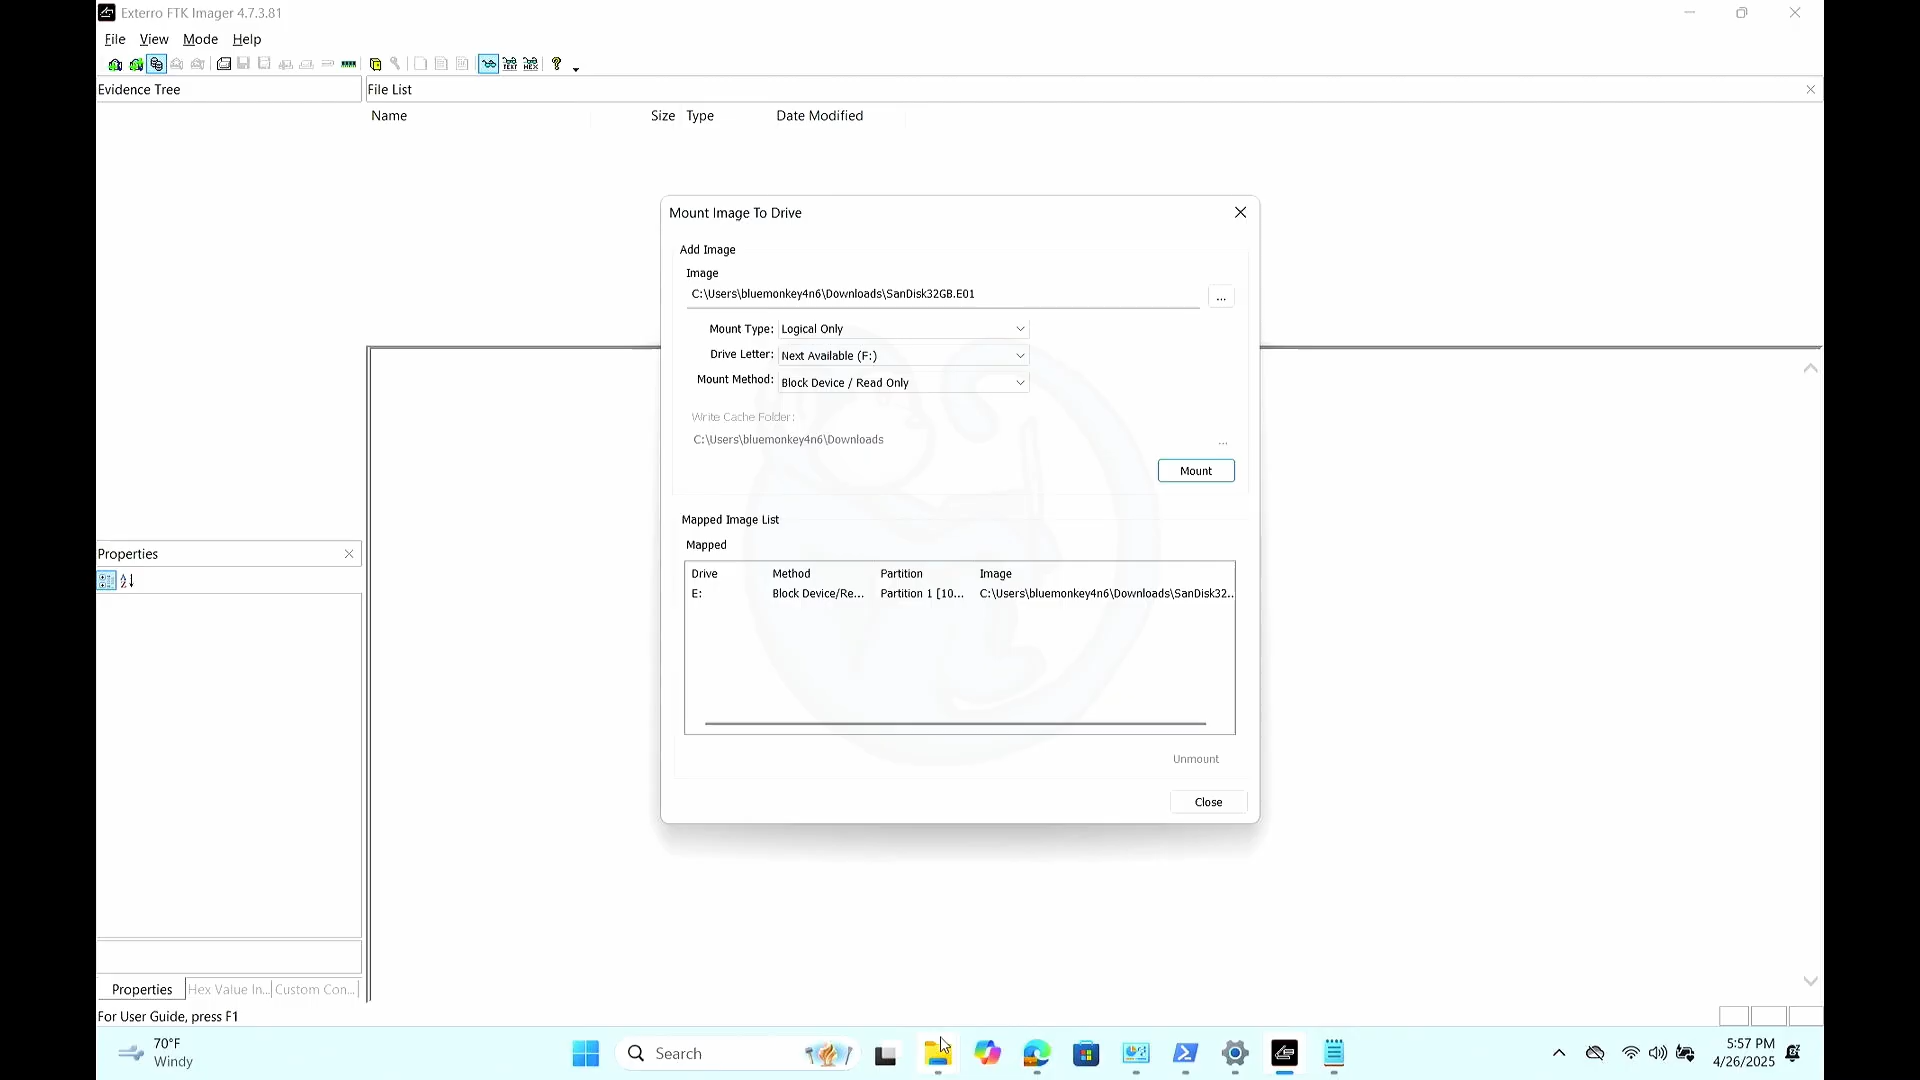 Exterro FTK Imager 4.7.3.81
File View Mode Help
TEXT HEX
Evidence Tree
File List
Name Size Type Date Modified
Mount Image To Drive
Add Image
Image
C:\Users\bluemonkey4n6\Downloads\SanDisk32GB.E01
...
Mount Type: Logical Only
Drive Letter: Next Available (F:)
Mount Method: Block Device / Read Only
Write Cache Folder:
C:\Users\bluemonkey4n6\Downloads
...
Mount
Mapped Image List
Mapped
Drive Method Partition Image
E: Block Device/Re... Partition 1 [10... C:\Users\bluemonkey4n6\Downloads\SanDisk32..
Unmount
Close
Properties
Properties Hex Value In... Custom Con...
For User Guide, press F1
70°F
Windy
Search
5:57 PM
4/26/2025